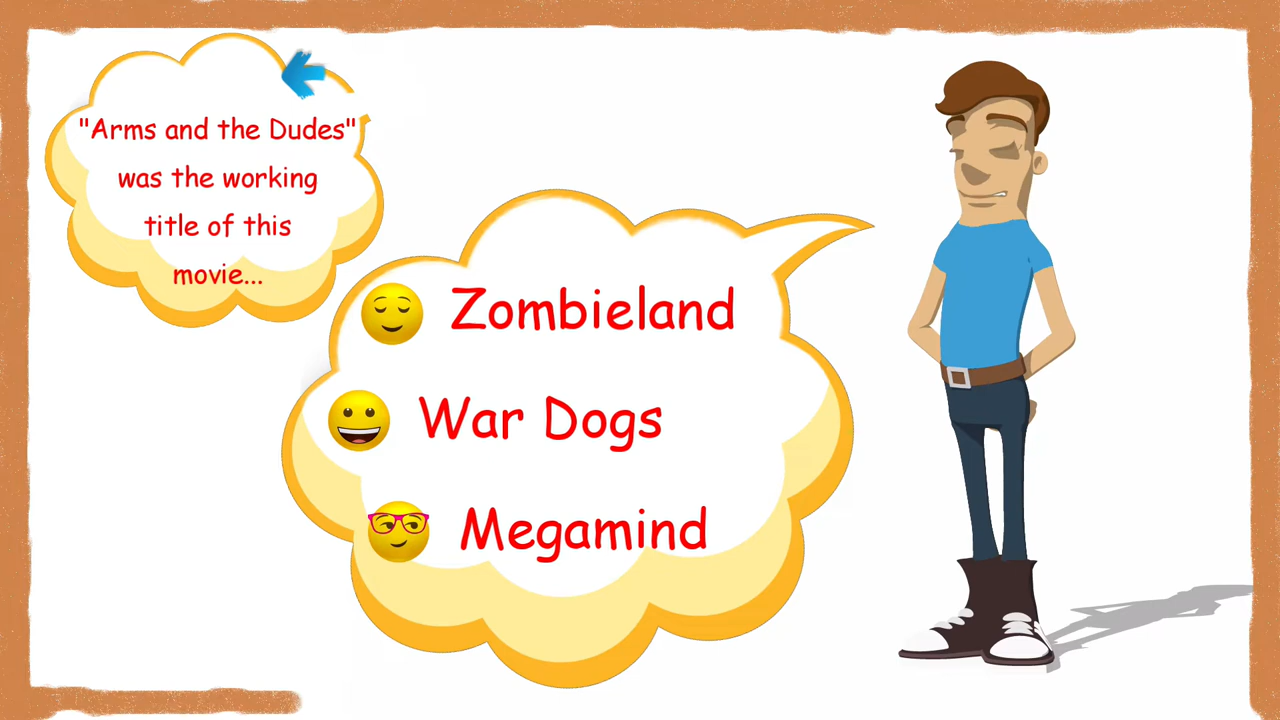 "Arms and the Dudes"
was the working
title of this
movie...
Zombieland
War Dogs
Megamind